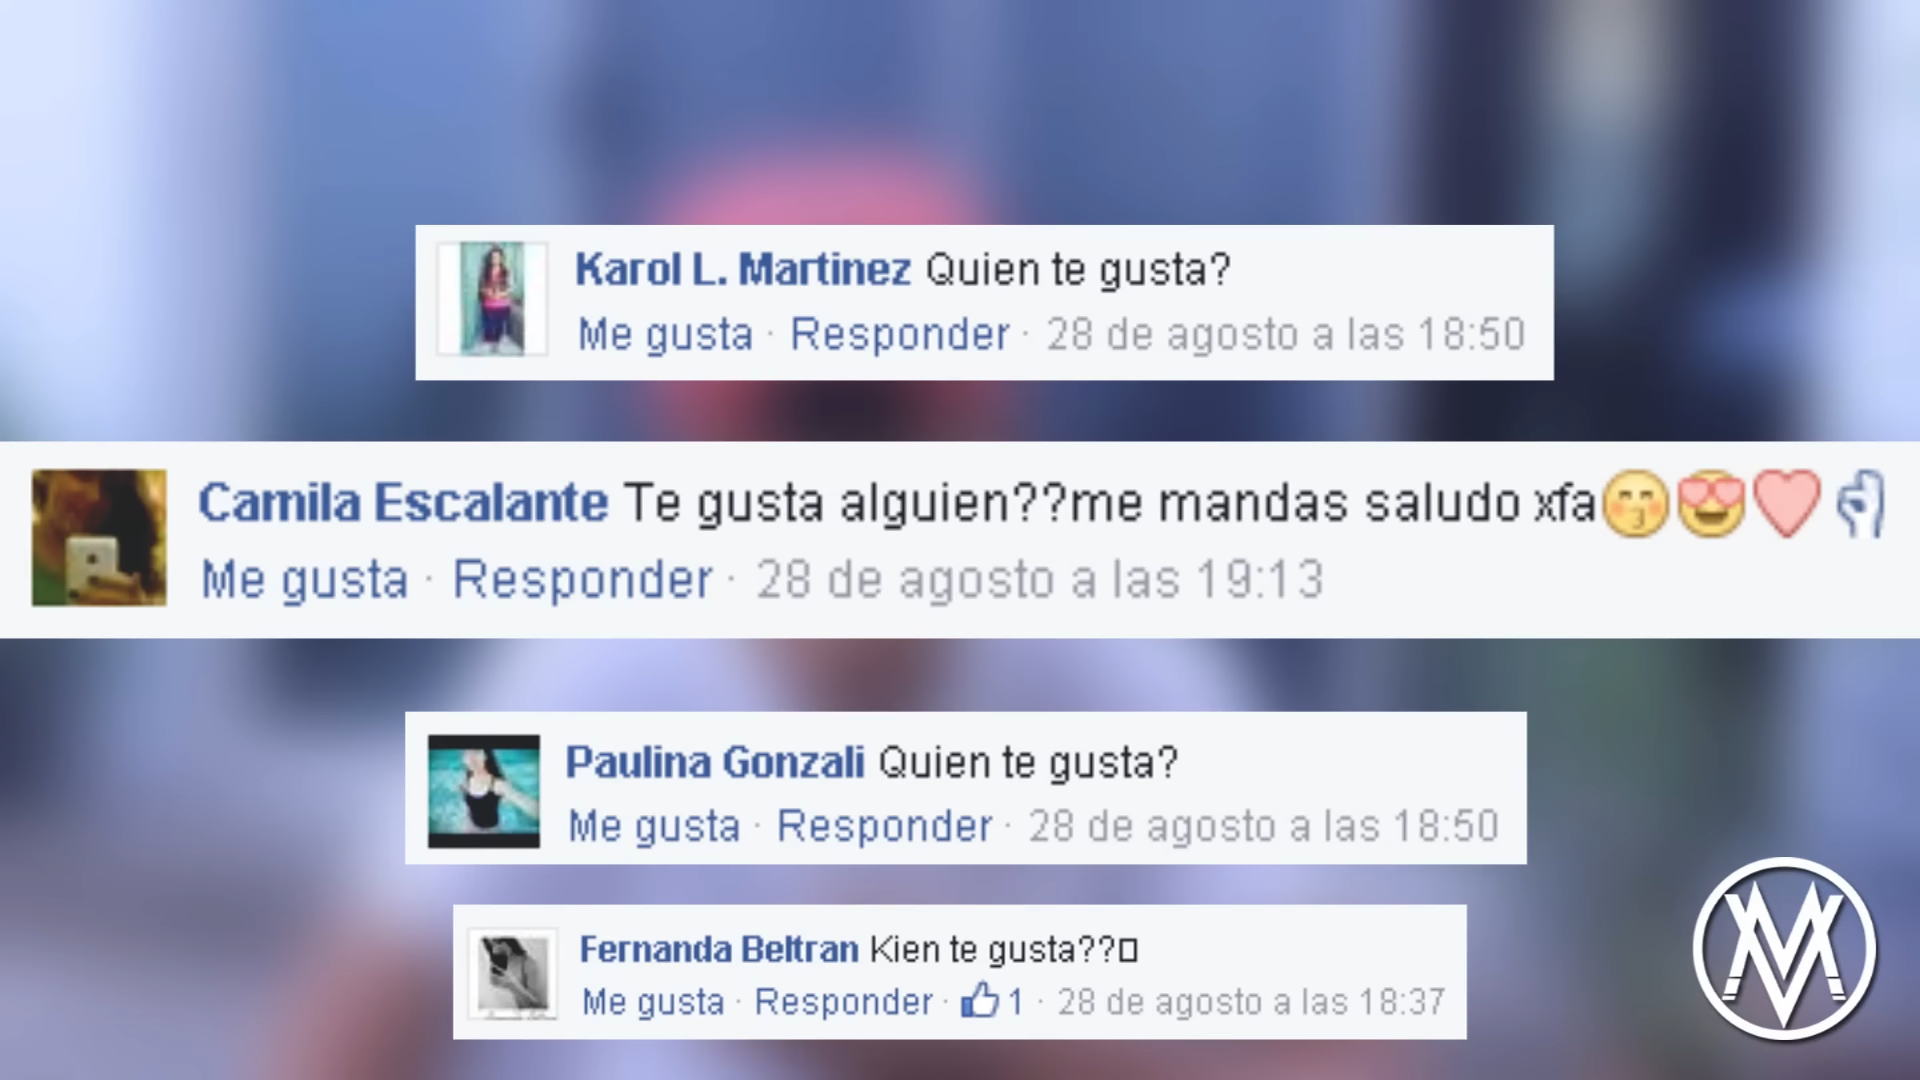 Karol L. Martinez Quien te gusta?
Me gusta · Responder · 28 de agosto a las 18:50
Camila Escalante Te gusta alguien??me mandas saludo xfa😙😍❤👌
Me gusta · Responder · 28 de agosto a las 19:13
Paulina Gonzali Quien te gusta?
Me gusta · Responder · 28 de agosto a las 18:50
Fernanda Beltran Kien te gusta??▯
Me gusta · Responder · 1 · 28 de agosto a las 18:37
MV